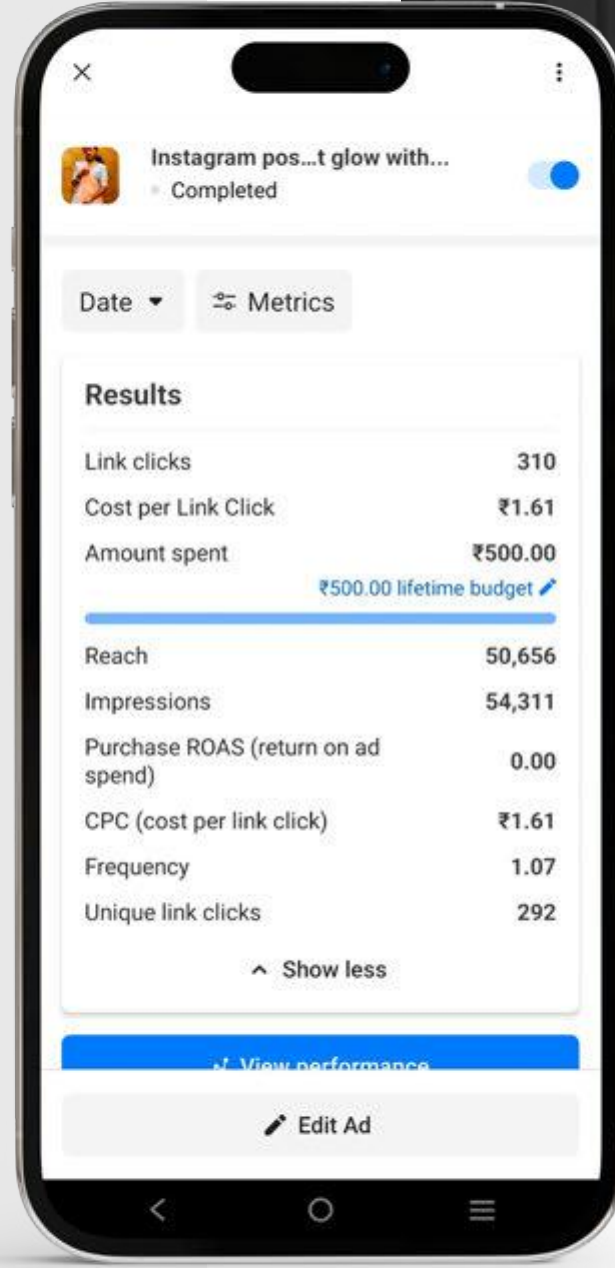 Instagram pos...t glow with...
Completed
Date
Metrics
Results
Link clicks 310
Cost per Link Click ₹1.61
Amount spent ₹500.00
₹500.00 lifetime budget
Reach 50,656
Impressions 54,311
Purchase ROAS (return on ad
spend) 0.00
CPC (cost per link click) ₹1.61
Frequency 1.07
Unique link clicks 292
Show less
View performance
Edit Ad